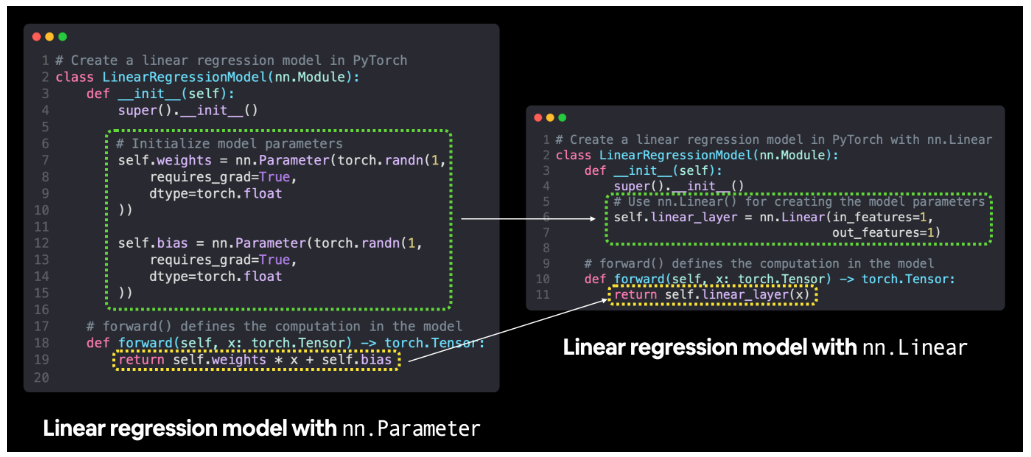 1 # Create a linear regression model in PyTorch
2 class LinearRegressionModel(nn.Module):
3     def __init__(self):
4         super().__init__()
5
6         # Initialize model parameters
7         self.weights = nn.Parameter(torch.randn(1,
8             requires_grad=True,
9             dtype=torch.float
10         ))
11
12         self.bias = nn.Parameter(torch.randn(1,
13             requires_grad=True,
14             dtype=torch.float
15         ))
16
17     # forward() defines the computation in the model
18     def forward(self, x: torch.Tensor) -> torch.Tensor:
19         return self.weights * x + self.bias
20
Linear regression model with nn.Parameter
1 # Create a linear regression model in PyTorch with nn.Linear
2 class LinearRegressionModel(nn.Module):
3     def __init__(self):
4         super().__init__()
5         # Use nn.Linear() for creating the model parameters
6         self.linear_layer = nn.Linear(in_features=1,
7                                       out_features=1)
8
9     # forward() defines the computation in the model
10     def forward(self, x: torch.Tensor) -> torch.Tensor:
11         return self.linear_layer(x)
Linear regression model with nn.Linear